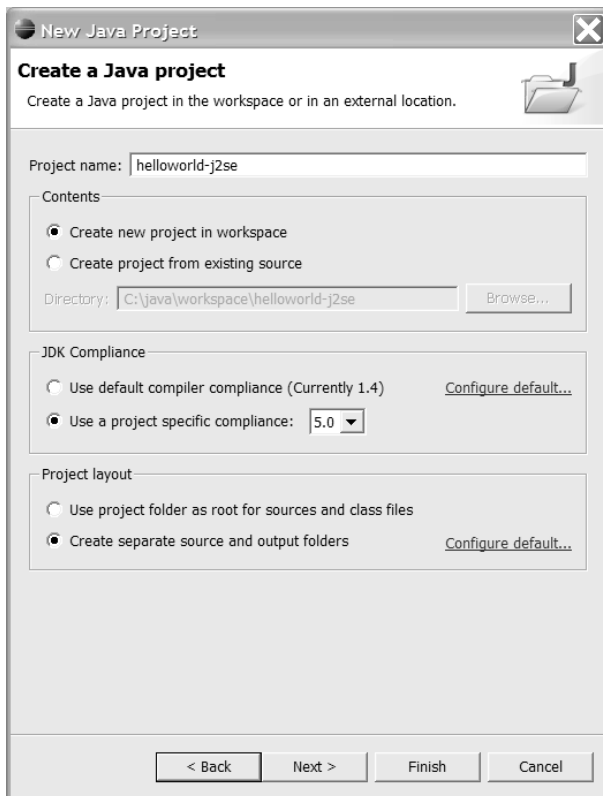 New Java Project
Create a Java project
Create a Java project in the workspace or in an external location.
Project name: helloworld-j2se
Contents
Create new project in workspace
Create project from existing source
Directory: C:\java\workspace\helloworld-j2se Browse...
JDK Compliance
Use default compiler compliance (Currently 1.4) Configure default...
Use a project specific compliance: 5.0
Project layout
Use project folder as root for sources and class files
Create separate source and output folders Configure default...
< Back Next > Finish Cancel